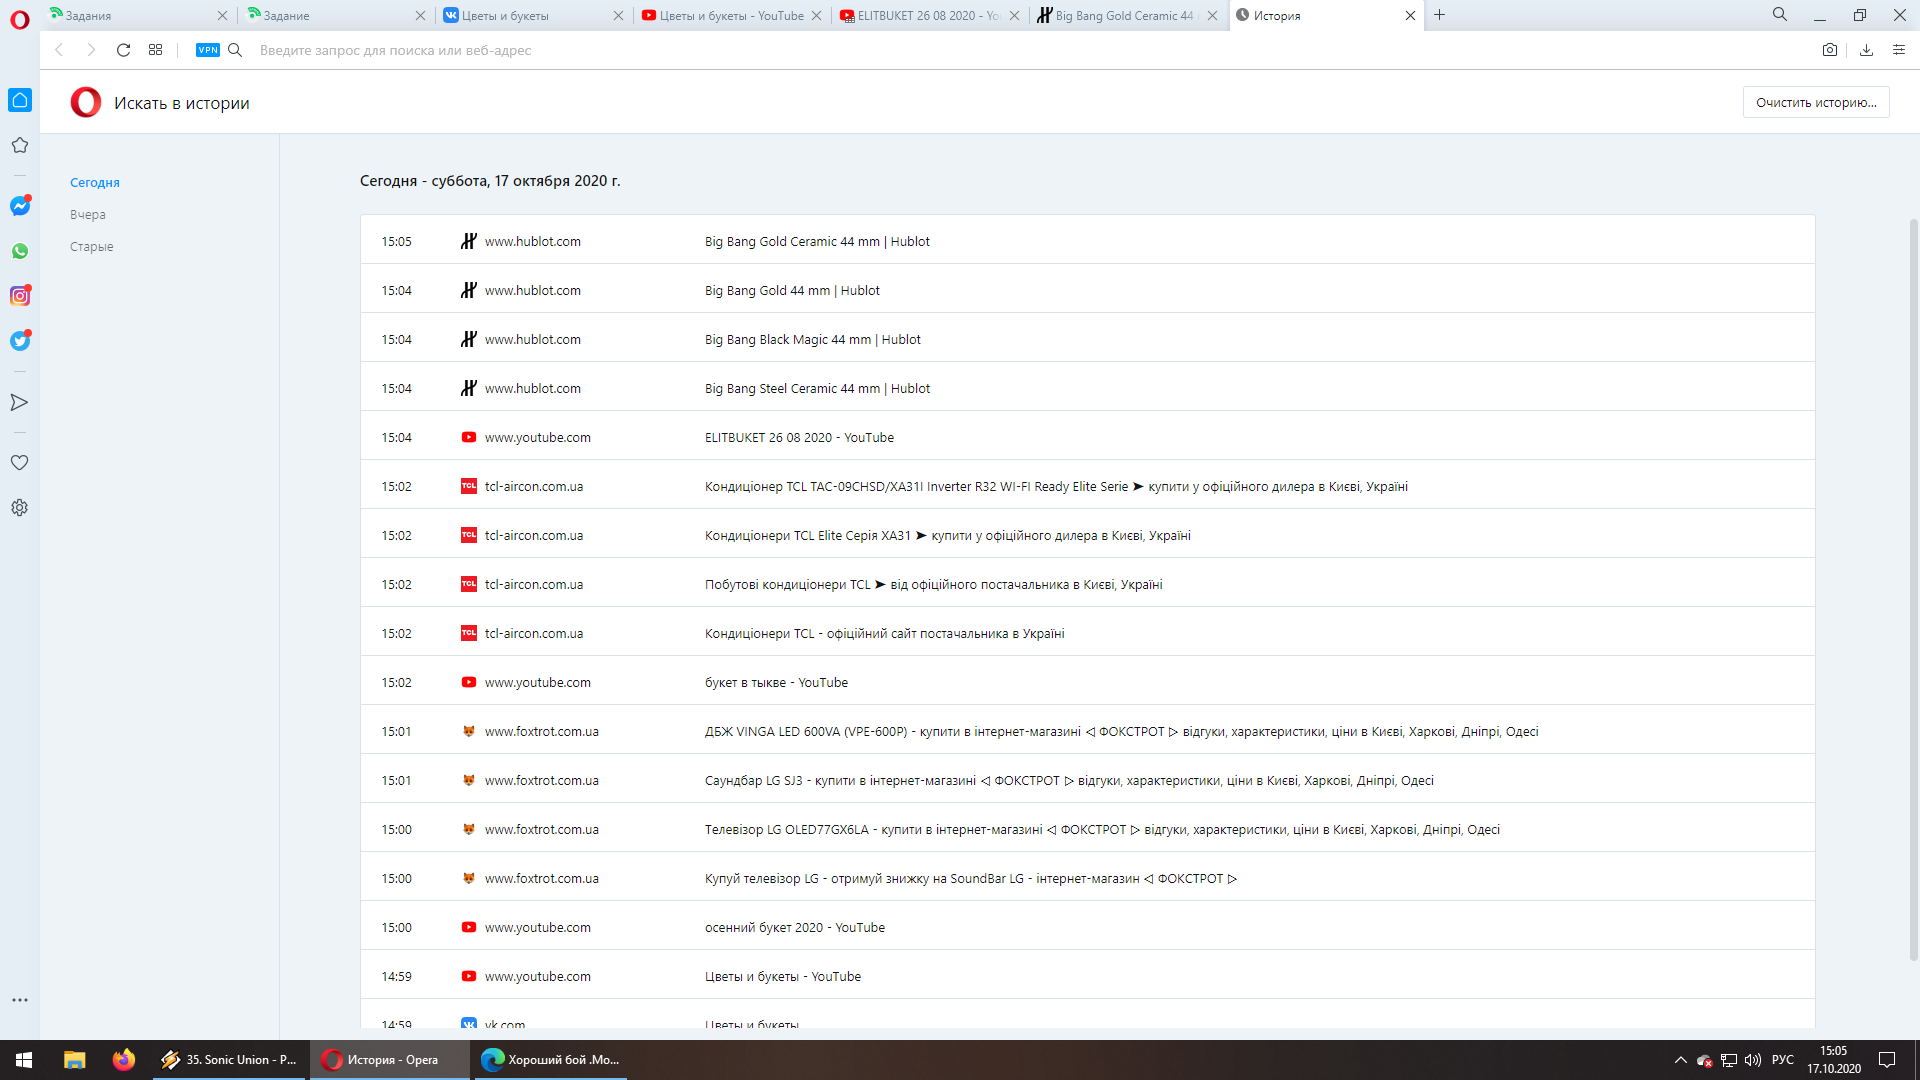 Задания
Задание
Цветы и букеты
Цветы и букеты - YouTube
ELITBUKET 26 08 2020 - Yo
Big Bang Gold Ceramic 44
История
VPN
Введите запрос для поиска или веб-адрес
Искать в истории
Очистить историю...
Сегодня
Вчера
Старые
Сегодня - суббота, 17 октября 2020 г.
15:05 www.hublot.com Big Bang Gold Ceramic 44 mm | Hublot
15:04 www.hublot.com Big Bang Gold 44 mm | Hublot
15:04 www.hublot.com Big Bang Black Magic 44 mm | Hublot
15:04 www.hublot.com Big Bang Steel Ceramic 44 mm | Hublot
15:04 www.youtube.com ELITBUKET 26 08 2020 - YouTube
15:02 TCL tcl-aircon.com.ua Кондиціонер TCL TAC-09CHSD/XA31I Inverter R32 WI-FI Ready Elite Serie ➤ купити у офіційного дилера в Києві, Україні
15:02 TCL tcl-aircon.com.ua Кондиціонери TCL Elite Серія XA31 ➤ купити у офіційного дилера в Києві, Україні
15:02 TCL tcl-aircon.com.ua Побутові кондиціонери TCL ➤ від офіційного постачальника в Києві, Україні
15:02 TCL tcl-aircon.com.ua Кондиціонери TCL - офіційний сайт постачальника в Україні
15:02 www.youtube.com букет в тыкве - YouTube
15:01 www.foxtrot.com.ua ДБЖ VINGA LED 600VA (VPE-600P) - купити в інтернет-магазині ◁ ФОКСТРОТ ▷ відгуки, характеристики, ціни в Києві, Харкові, Дніпрі, Одесі
15:01 www.foxtrot.com.ua Саундбар LG SJ3 - купити в інтернет-магазині ◁ ФОКСТРОТ ▷ відгуки, характеристики, ціни в Києві, Харкові, Дніпрі, Одесі
15:00 www.foxtrot.com.ua Телевізор LG OLED77GX6LA - купити в інтернет-магазині ◁ ФОКСТРОТ ▷ відгуки, характеристики, ціни в Києві, Харкові, Дніпрі, Одесі
15:00 www.foxtrot.com.ua Купуй телевізор LG - отримуй знижку на SoundBar LG - інтернет-магазин ◁ ФОКСТРОТ ▷
15:00 www.youtube.com осенний букет 2020 - YouTube
14:59 www.youtube.com Цветы и букеты - YouTube
14:59 vk.com Цветы и букеты
35. Sonic Union - P...
История - Opera
Хороший бой .Mo...
РУС
15:05
17.10.2020